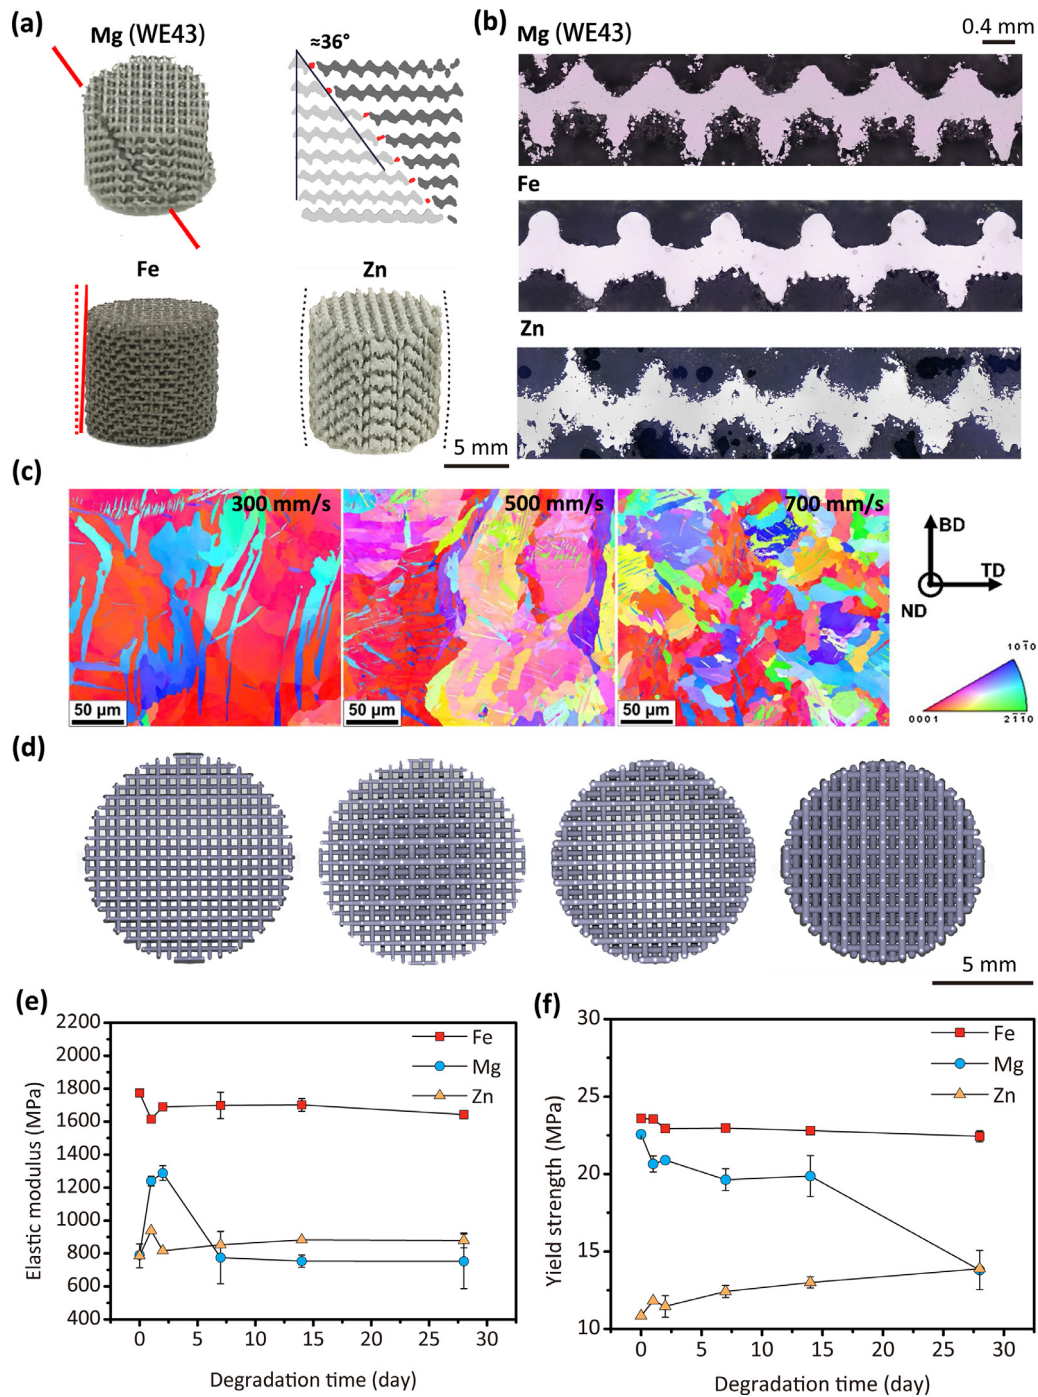 (a)
Mg (WE43)
≈36°
Fe
Zn
5 mm
(b)
Mg (WE43)
0.4 mm
Fe
Zn
(c)
300 mm/s
500 mm/s
700 mm/s
50 µm
50 µm
50 µm
BD
TD
ND
101̅0
0001
21̅1̅0
(d)
5 mm
(e)
2200
2000
1800
1600
1400
1200
1000
800
600
400
Elastic modulus (MPa)
Fe
Mg
Zn
0 5 10 15 20 25 30
Degradation time (day)
(f)
30
25
20
15
10
Yield strength (MPa)
Fe
Mg
Zn
0 5 10 15 20 25 30
Degradation time (day)